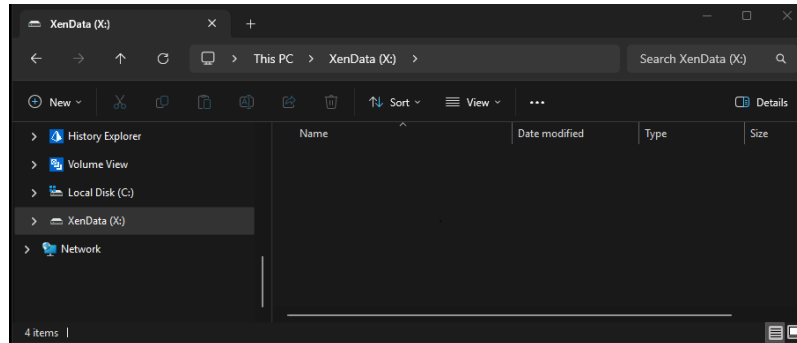 XenData (X:)
This PC > XenData (X:) >
Search XenData (X:)
New
Sort
View
Details
Name
Date modified
Type
Size
History Explorer
Volume View
Local Disk (C:)
XenData (X:)
Network
4 items